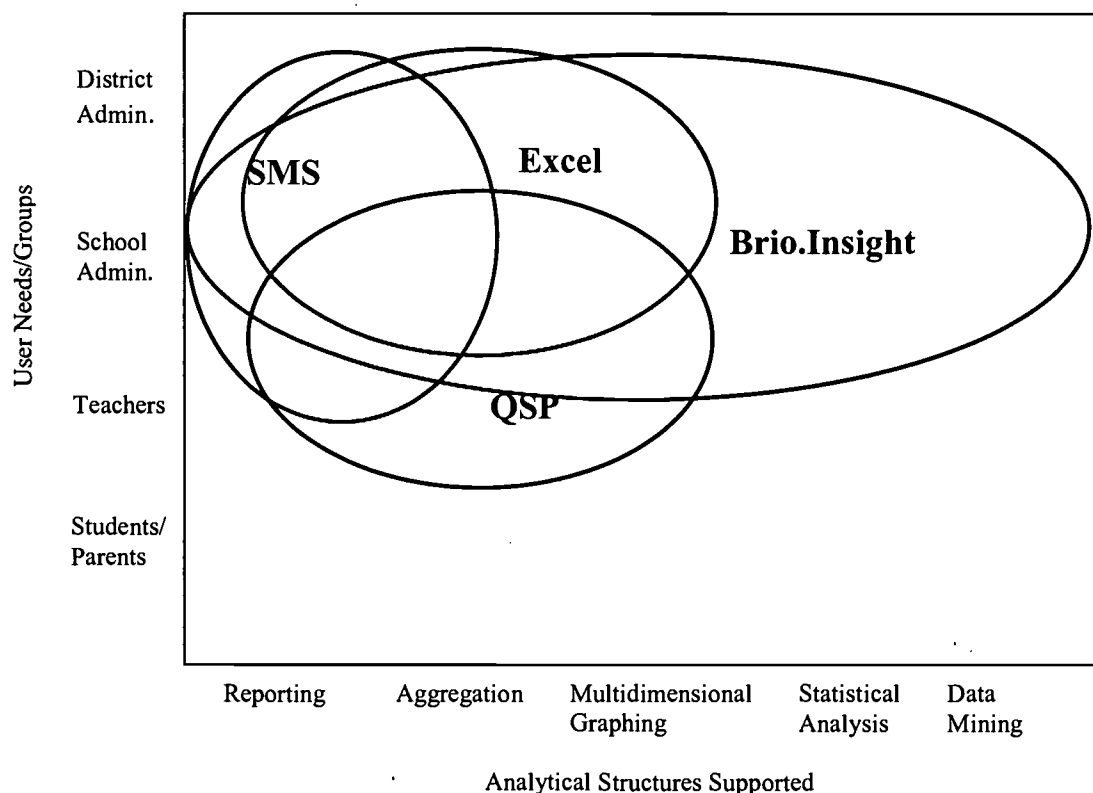 District
Admin.
SMS
Excel
School
Admin.
Brio.Insight
User Needs/Groups
Teachers
QSP
Students/
Parents
Reporting
Aggregation
Multidimensional
Graphing
Statistical
Analysis
Data
Mining
Analytical Structures Supported